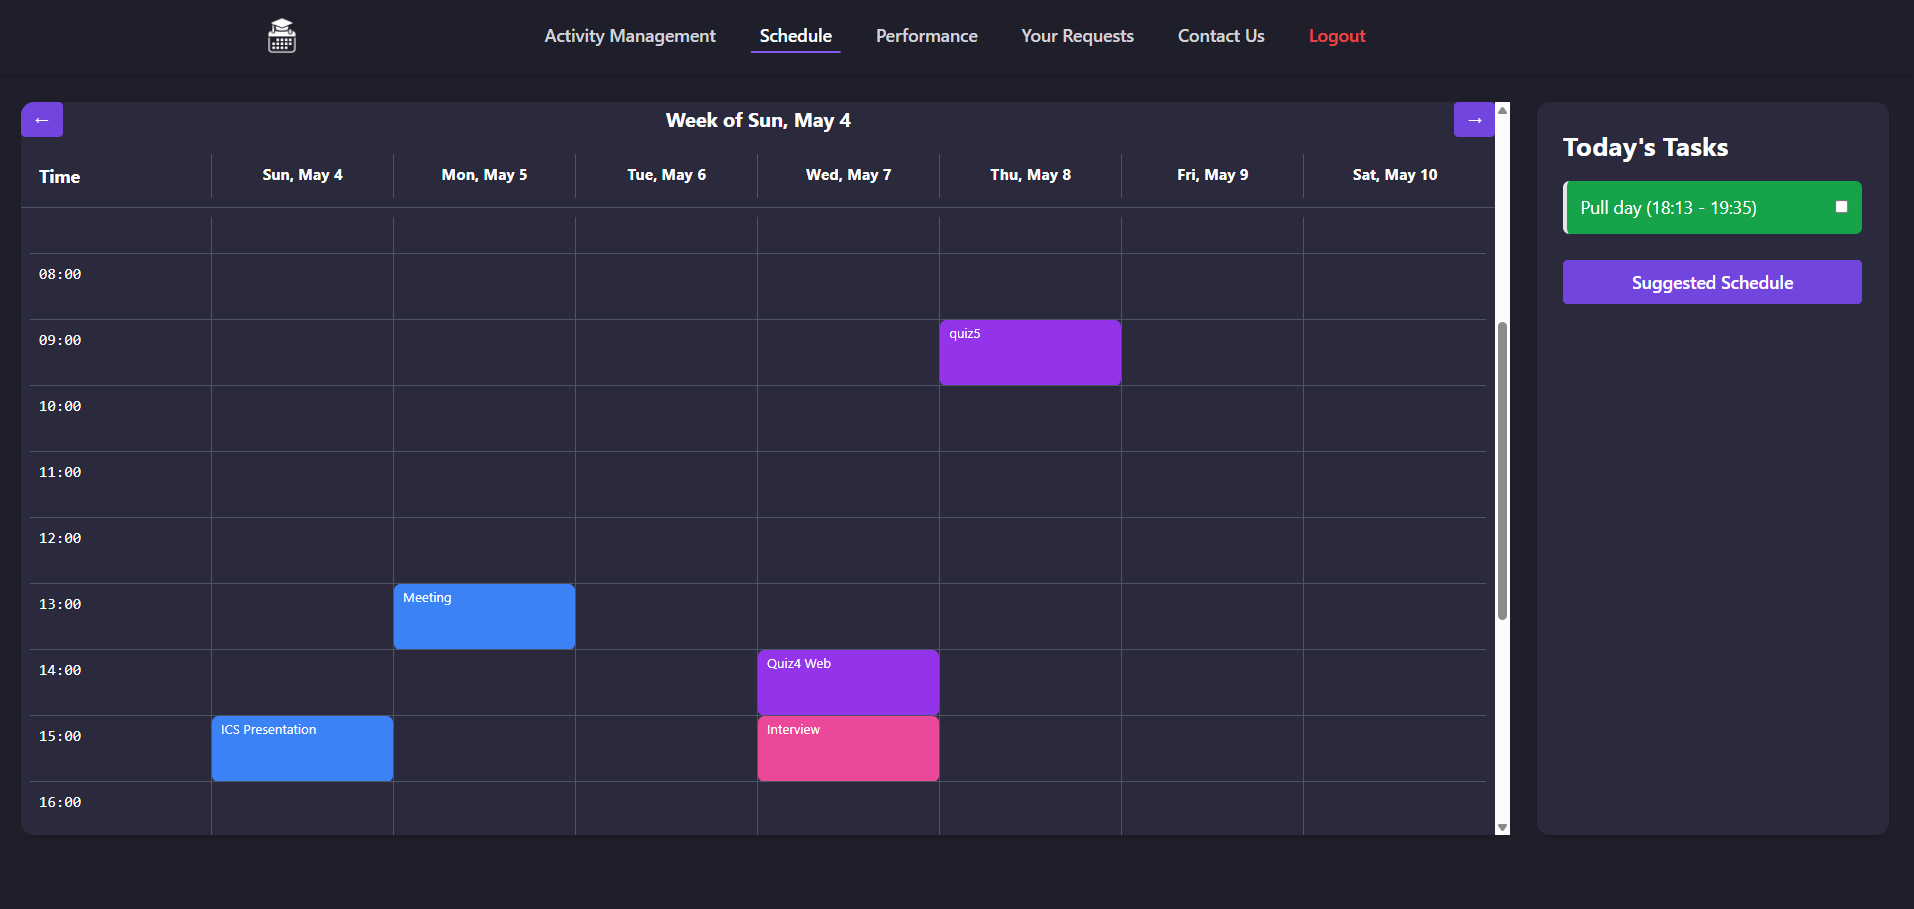 Activity Management Schedule Performance Your Requests Contact Us Logout
← Week of Sun, May 4 →
Time Sun, May 4 Mon, May 5 Tue, May 6 Wed, May 7 Thu, May 8 Fri, May 9 Sat, May 10
08:00
09:00 quiz5
10:00
11:00
12:00
13:00 Meeting
14:00 Quiz4 Web
15:00 ICS Presentation Interview
16:00
Today's Tasks
Pull day (18:13 - 19:35)
Suggested Schedule